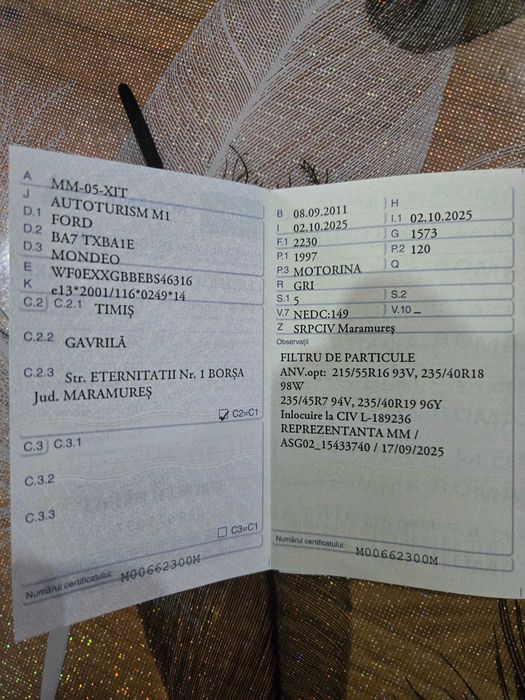 A MM-05-XIT
J AUTOTURISM M1
D.1 FORD
D.2 BA7 TXBA1E
D.3 MONDEO
E WF0EXXGBBEBS46316
K e13*2001/116*0249*14
C.2 C.2.1 TIMIȘ
C.2.2 GAVRILĂ
C.2.3 Str. ETERNITATII Nr. 1 BORȘA
Jud. MARAMUREȘ
C2=C1
C.3 C.3.1
C.3.2
C.3.3
C3=C1
Numărul certificatului: M00662300M
B 08.09.2011 H
I 02.10.2025 I.1 02.10.2025
F.1 2230 G 1573
P.1 1997 P.2 120
P.3 MOTORINA Q
R GRI
S.1 5 S.2
V.7 NEDC:149 V.10 _
Z SRPCIV Maramureș
Observații
FILTRU DE PARTICULE
ANV.opt: 215/55R16 93V, 235/40R18
98W
235/45R7 94V, 235/40R19 96Y
Inlocuire la CIV L-189236
REPREZENTANTA MM /
ASG02_15433740 / 17/09/2025
Numărul certificatului: M00662300M